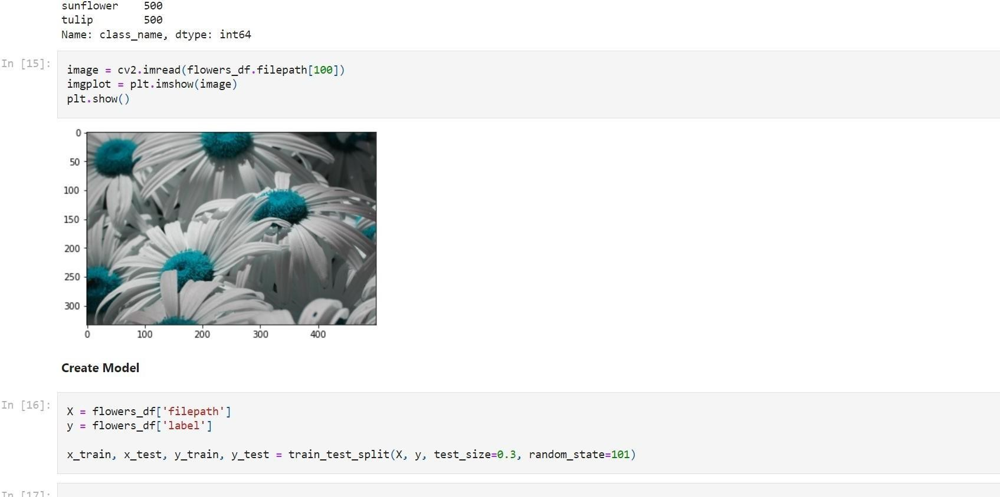 sunflower 500
tulip 500
Name: class_name, dtype: int64
In [15]:
image = cv2.imread(flowers_df.filepath[100])
imgplot = plt.imshow(image)
plt.show()
0
50
100
150
200
250
300
0 100 200 300 400
Create Model
In [16]:
X = flowers_df['filepath']
y = flowers_df['label']
x_train, x_test, y_train, y_test = train_test_split(X, y, test_size=0.3, random_state=101)
In [17]: